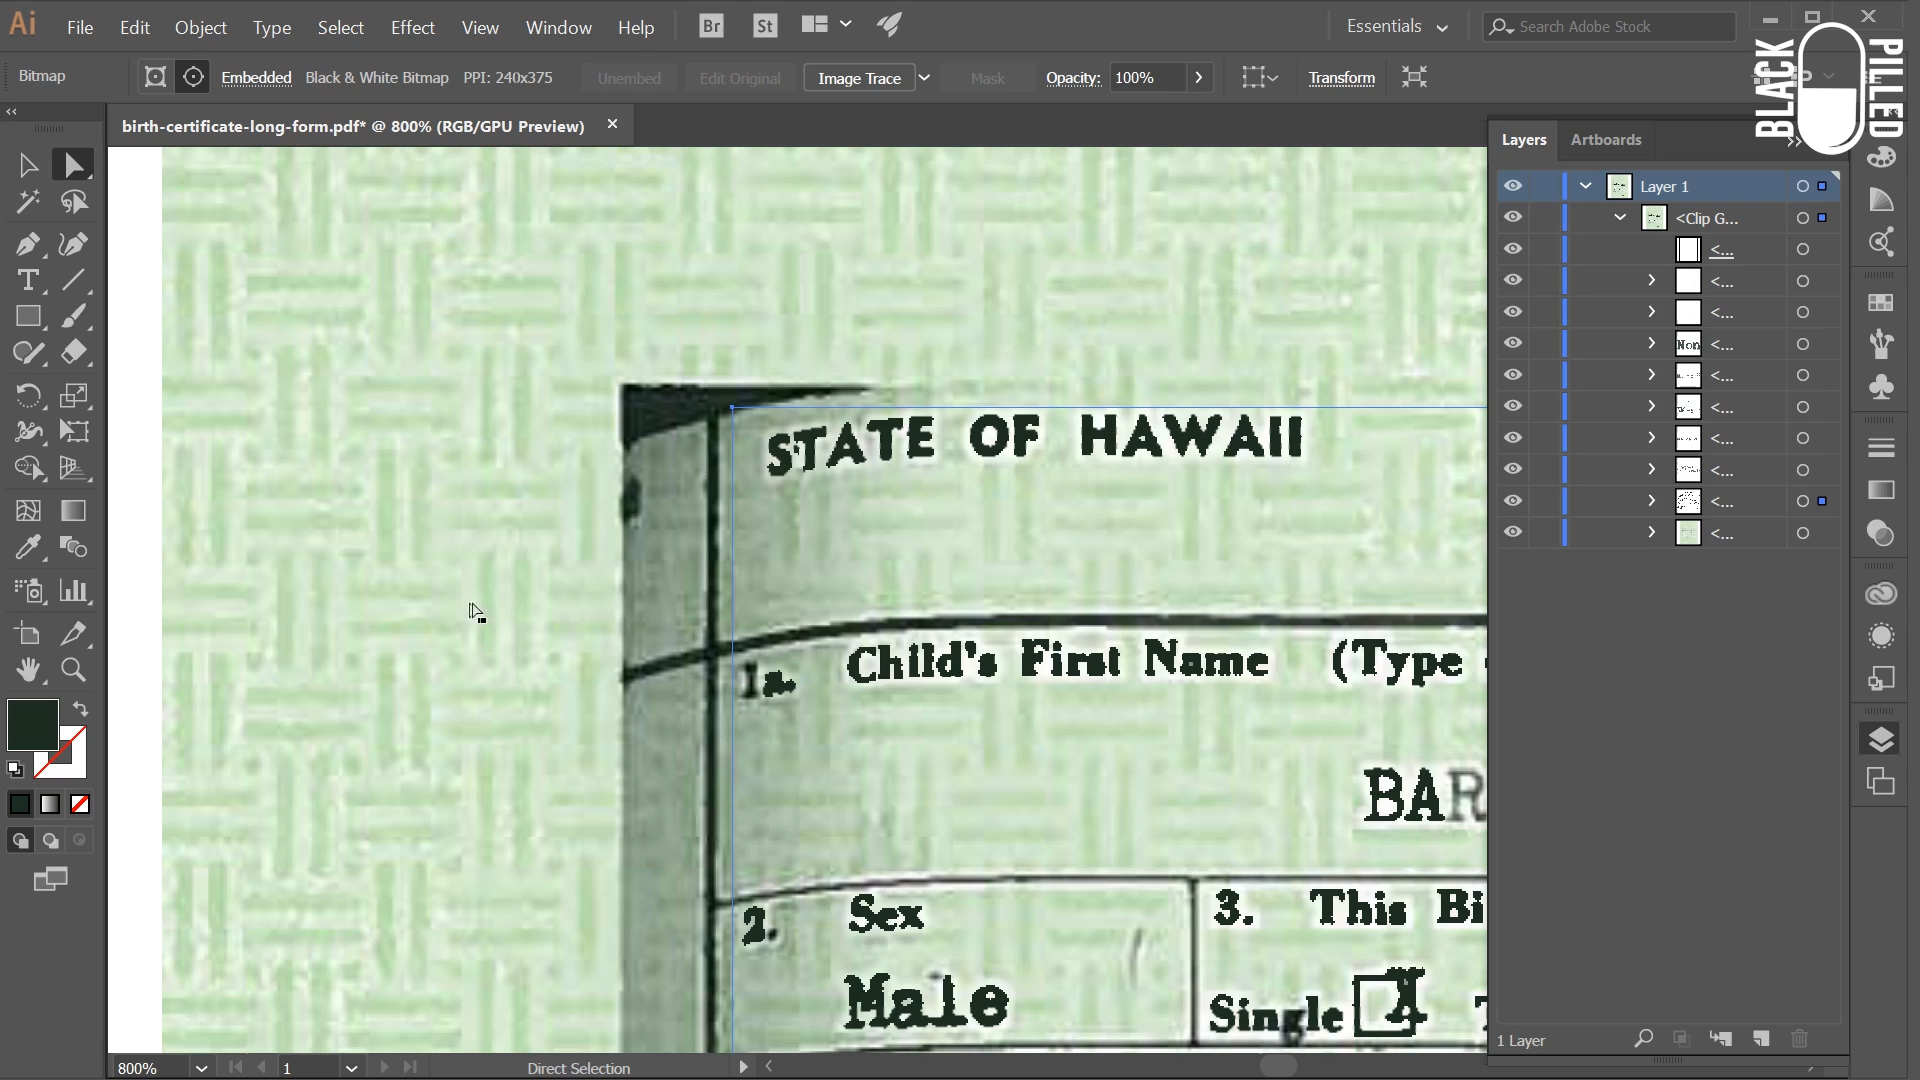 Ai File Edit Object Type Select Effect View Window Help Br St Essentials Search Adobe Stock
BLACK PILLED
Bitmap Embedded Black & White Bitmap PPI: 240x375 Unembed Edit Original Image Trace Mask Opacity: 100% Transform
birth-certificate-long-form.pdf* @ 800% (RGB/GPU Preview)
Layers Artboards
Layer 1
<Clip G...
<...
<...
<...
<...
<...
<...
<...
<...
<...
<...
STATE OF HAWAII
1a. Child's First Name (Type
BAR
2. Sex 3. This Bi
Male Single X
1 Layer
800% 1 Direct Selection